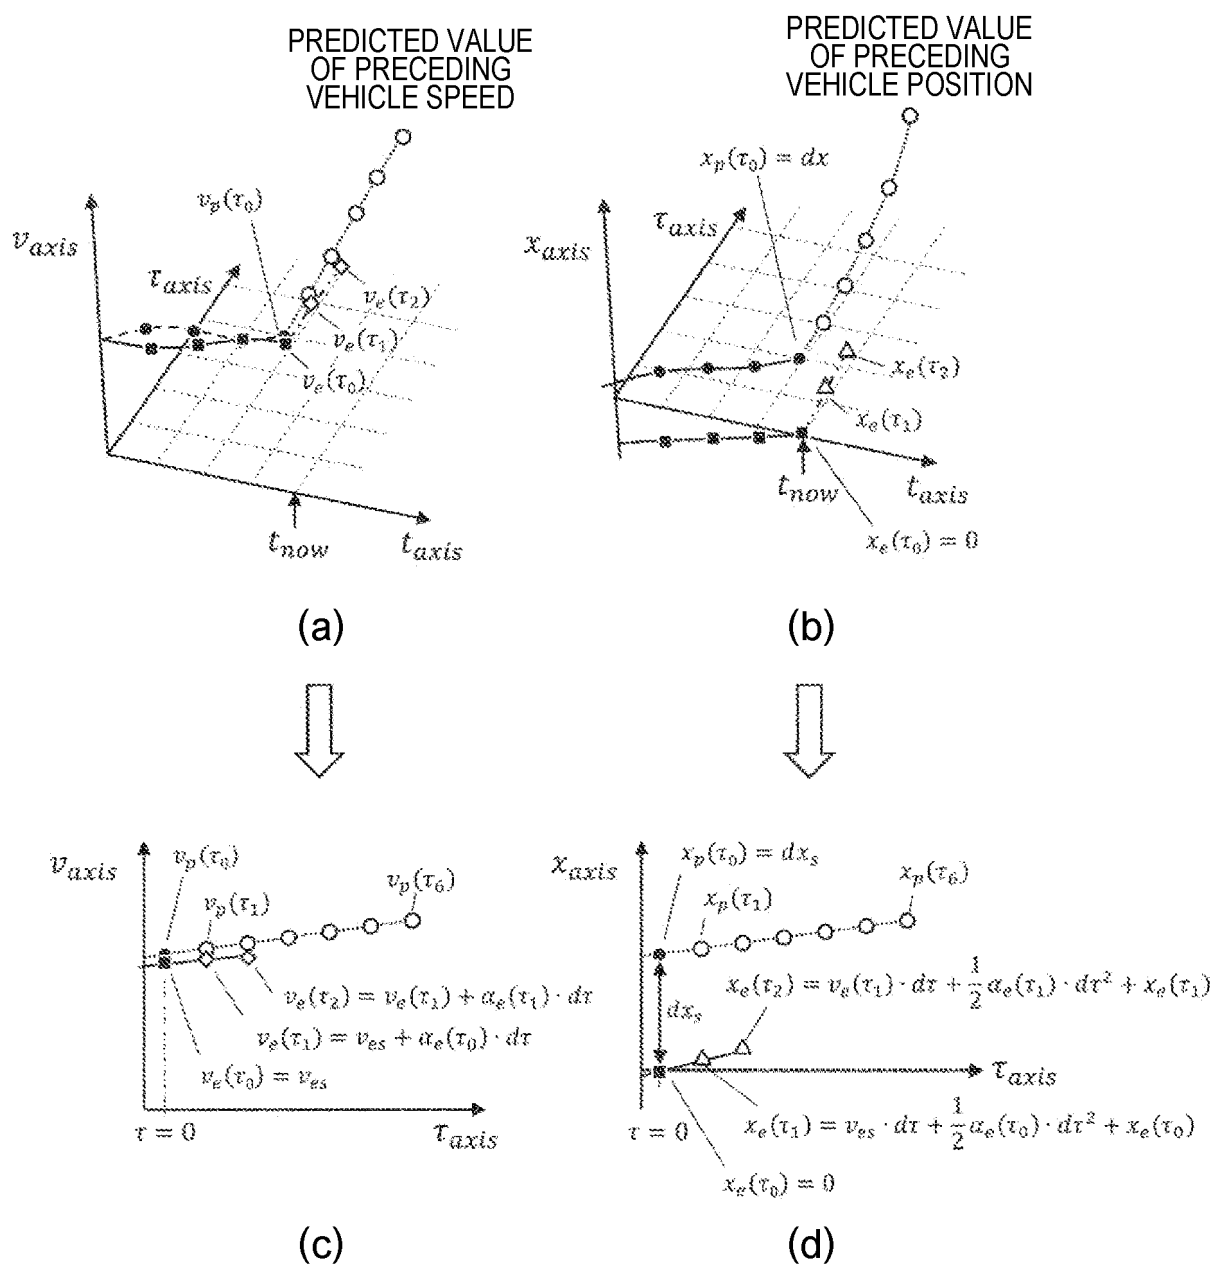 PREDICTED VALUE
OF PRECEDING
VEHICLE SPEED
v_p(τ_0)
v_axis
τ_axis
v_e(τ_2)
v_e(τ_1)
v_e(τ_0)
t_now
t_axis
(a)
PREDICTED VALUE
OF PRECEDING
VEHICLE POSITION
x_p(τ_0) = dx
x_axis
τ_axis
x_e(τ_2)
x_e(τ_1)
t_now
t_axis
x_e(τ_0) = 0
(b)
v_axis
v_p(τ_0)
v_p(τ_1)
v_p(τ_6)
v_e(τ_2) = v_e(τ_1) + α_e(τ_1) · dτ
v_e(τ_1) = v_es + α_e(τ_0) · dτ
v_e(τ_0) = v_es
τ = 0
τ_axis
(c)
x_axis
x_p(τ_0) = dx_s
x_p(τ_1)
x_p(τ_6)
x_e(τ_2) = v_e(τ_1) · dτ + 1/2 α_e(τ_1) · dτ² + x_e(τ_1)
dx_s
τ_axis
τ = 0
x_e(τ_1) = v_es · dτ + 1/2 α_e(τ_0) · dτ² + x_e(τ_0)
x_e(τ_0) = 0
(d)